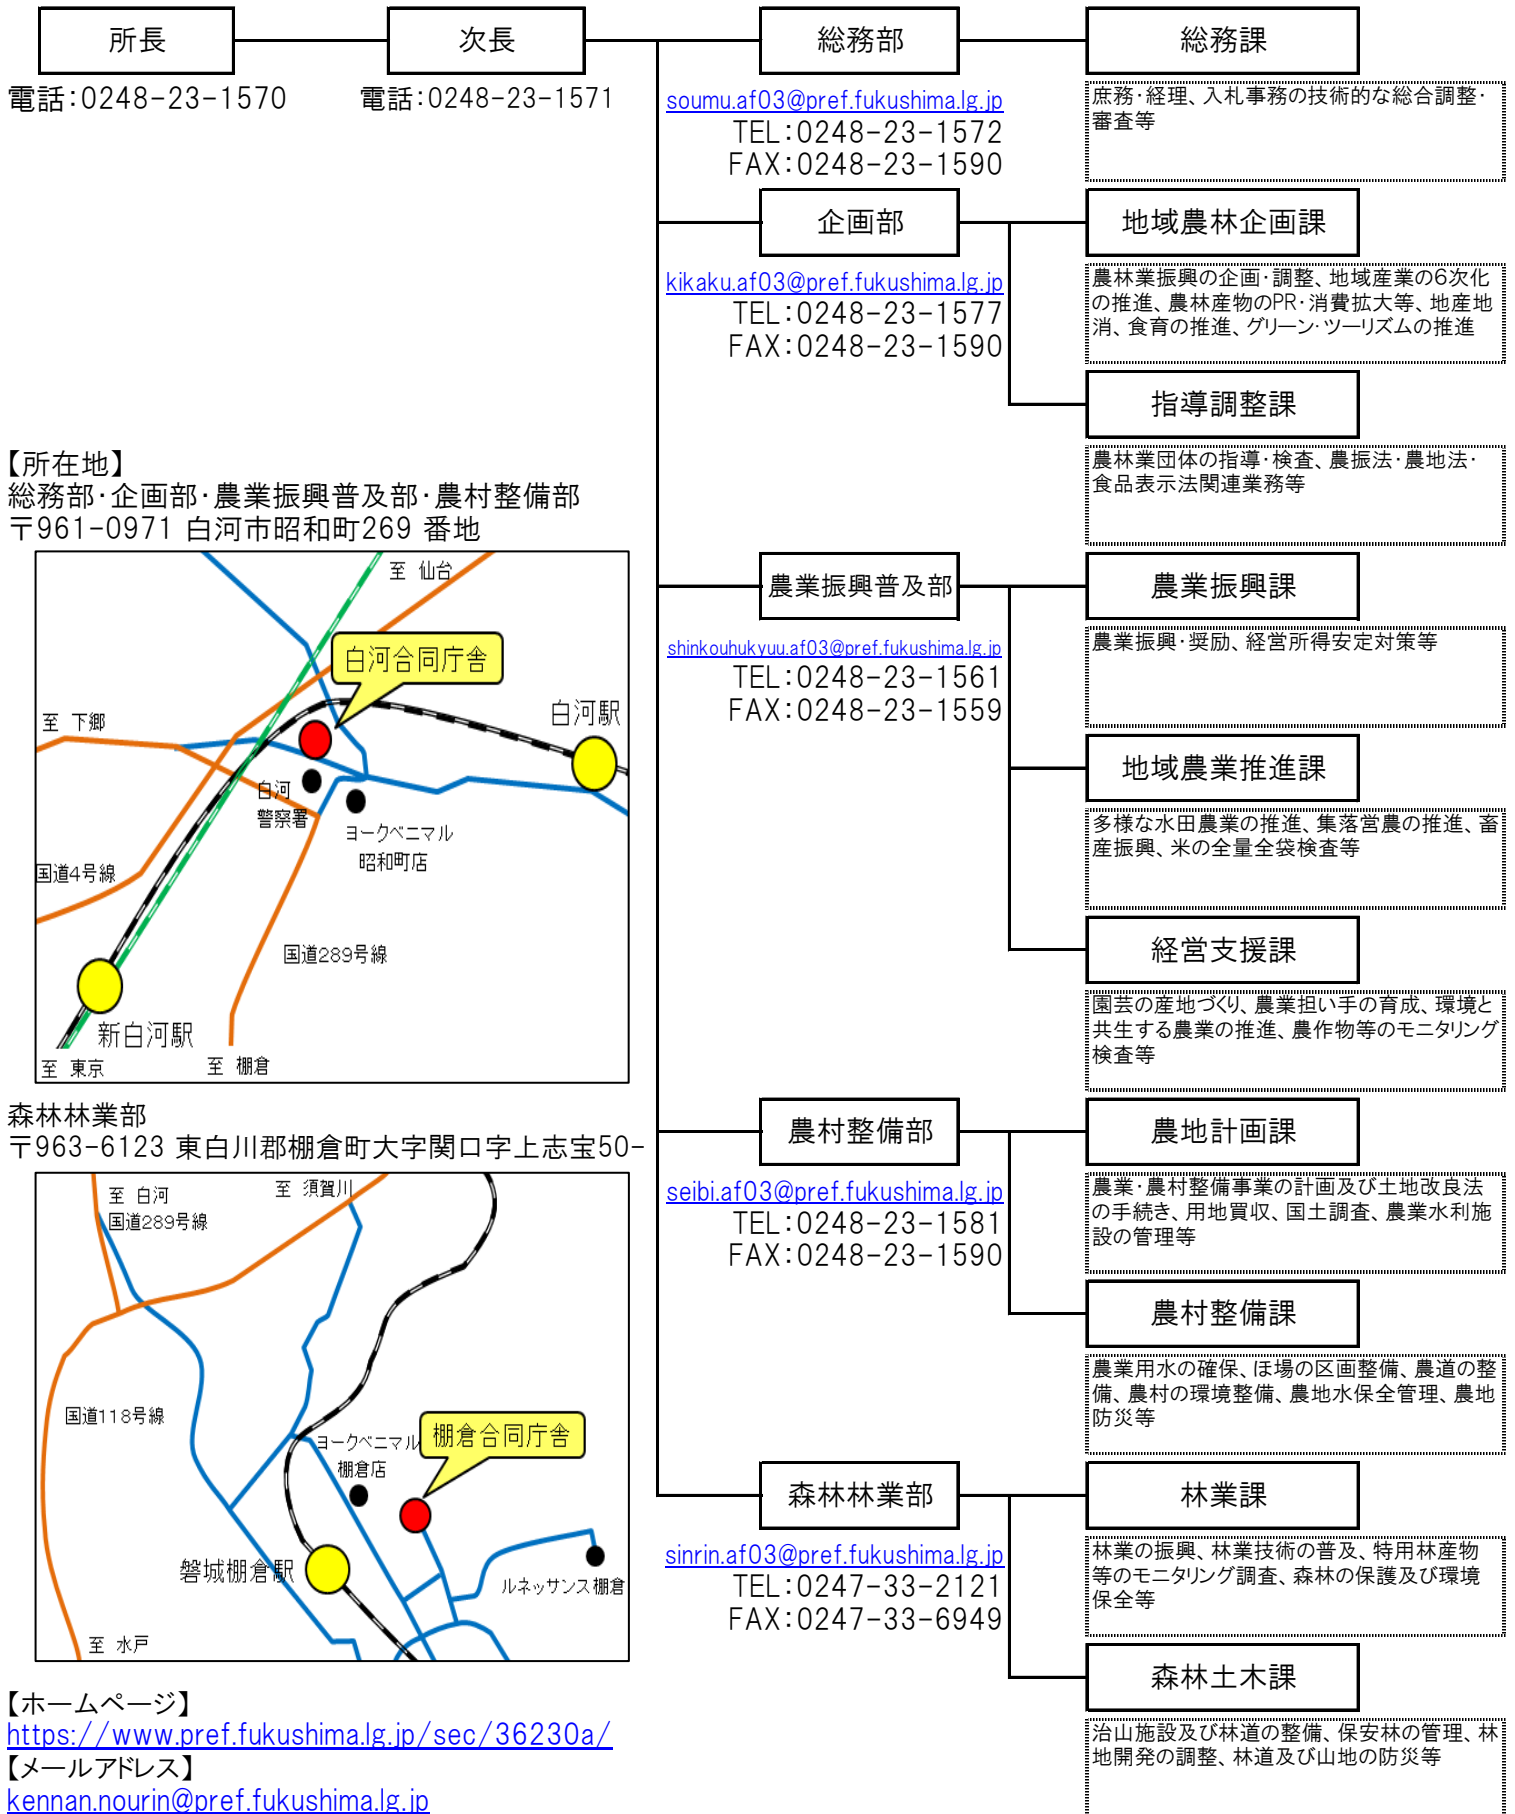 所長
次長
総務部
総務課
電話:0248-23-1570
電話:0248-23-1571
soumu.af03@pref.fukushima.lg.jp
TEL:0248-23-1572
FAX:0248-23-1590
庶務・経理、入札事務の技術的な総合調整・
審査等
企画部
地域農林企画課
kikaku.af03@pref.fukushima.lg.jp
TEL:0248-23-1577
FAX:0248-23-1590
農林業振興の企画・調整、地域産業の6次化
の推進、農林産物のPR・消費拡大等、地産地
消、食育の推進、グリーン・ツーリズムの推進
指導調整課
農林業団体の指導・検査、農振法・農地法・
食品表示法関連業務等
【所在地】
総務部・企画部・農業振興普及部・農村整備部
〒961-0971 白河市昭和町269 番地
至 仙台
白河合同庁舎
白河駅
至 下郷
白河
警察署
ヨークベニマル
昭和町店
国道4号線
国道289号線
新白河駅
至 東京
至 棚倉
農業振興普及部
農業振興課
shinkouhukyuu.af03@pref.fukushima.lg.jp
TEL:0248-23-1561
FAX:0248-23-1559
農業振興・奨励、経営所得安定対策等
地域農業推進課
多様な水田農業の推進、集落営農の推進、畜
産振興、米の全量全袋検査等
経営支援課
園芸の産地づくり、農業担い手の育成、環境と
共生する農業の推進、農作物等のモニタリング
検査等
森林林業部
〒963-6123 東白川郡棚倉町大字関口字上志宝50-
至 白河
国道289号線
至 須賀川
国道118号線
ヨークベニマル
棚倉店
棚倉合同庁舎
磐城棚倉駅
ルネッサンス棚倉
至 水戸
農村整備部
農地計画課
seibi.af03@pref.fukushima.lg.jp
TEL:0248-23-1581
FAX:0248-23-1590
農業・農村整備事業の計画及び土地改良法
の手続き、用地買収、国土調査、農業水利施
設の管理等
農村整備課
農業用水の確保、ほ場の区画整備、農道の整
備、農村の環境整備、農地水保全管理、農地
防災等
森林林業部
林業課
sinrin.af03@pref.fukushima.lg.jp
TEL:0247-33-2121
FAX:0247-33-6949
林業の振興、林業技術の普及、特用林産物
等のモニタリング調査、森林の保護及び環境
保全等
森林土木課
治山施設及び林道の整備、保安林の管理、林
地開発の調整、林道及び山地の防災等
【ホームページ】
https://www.pref.fukushima.lg.jp/sec/36230a/
【メールアドレス】
kennan.nourin@pref.fukushima.lg.jp